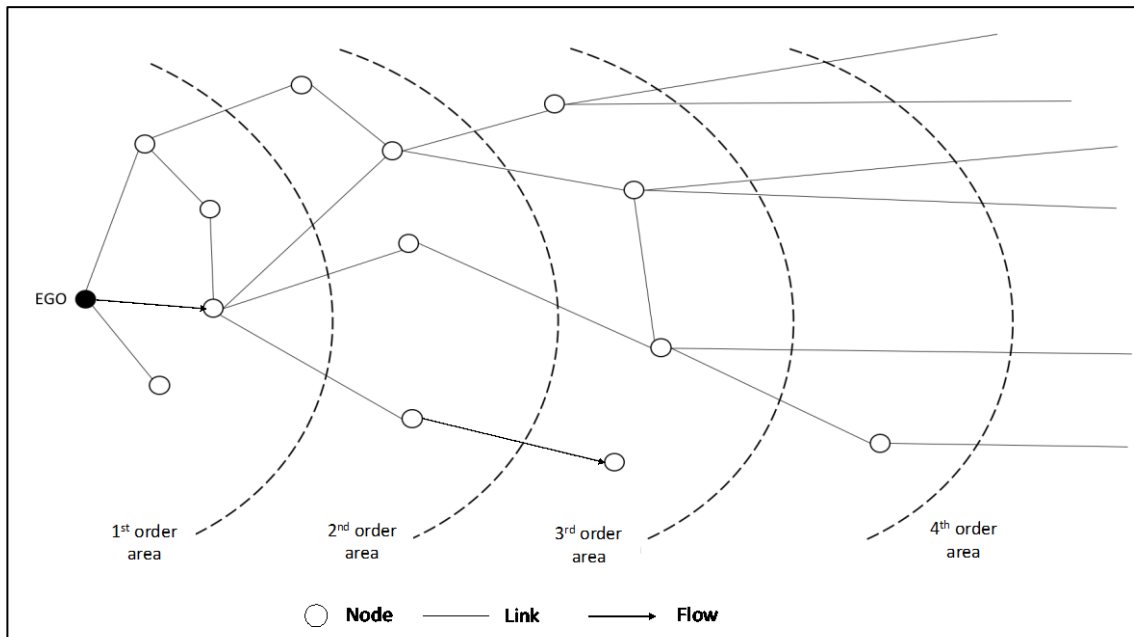 EGO
1st order
area
2nd order
area
3rd order
area
4th order
area
Node
Link
Flow